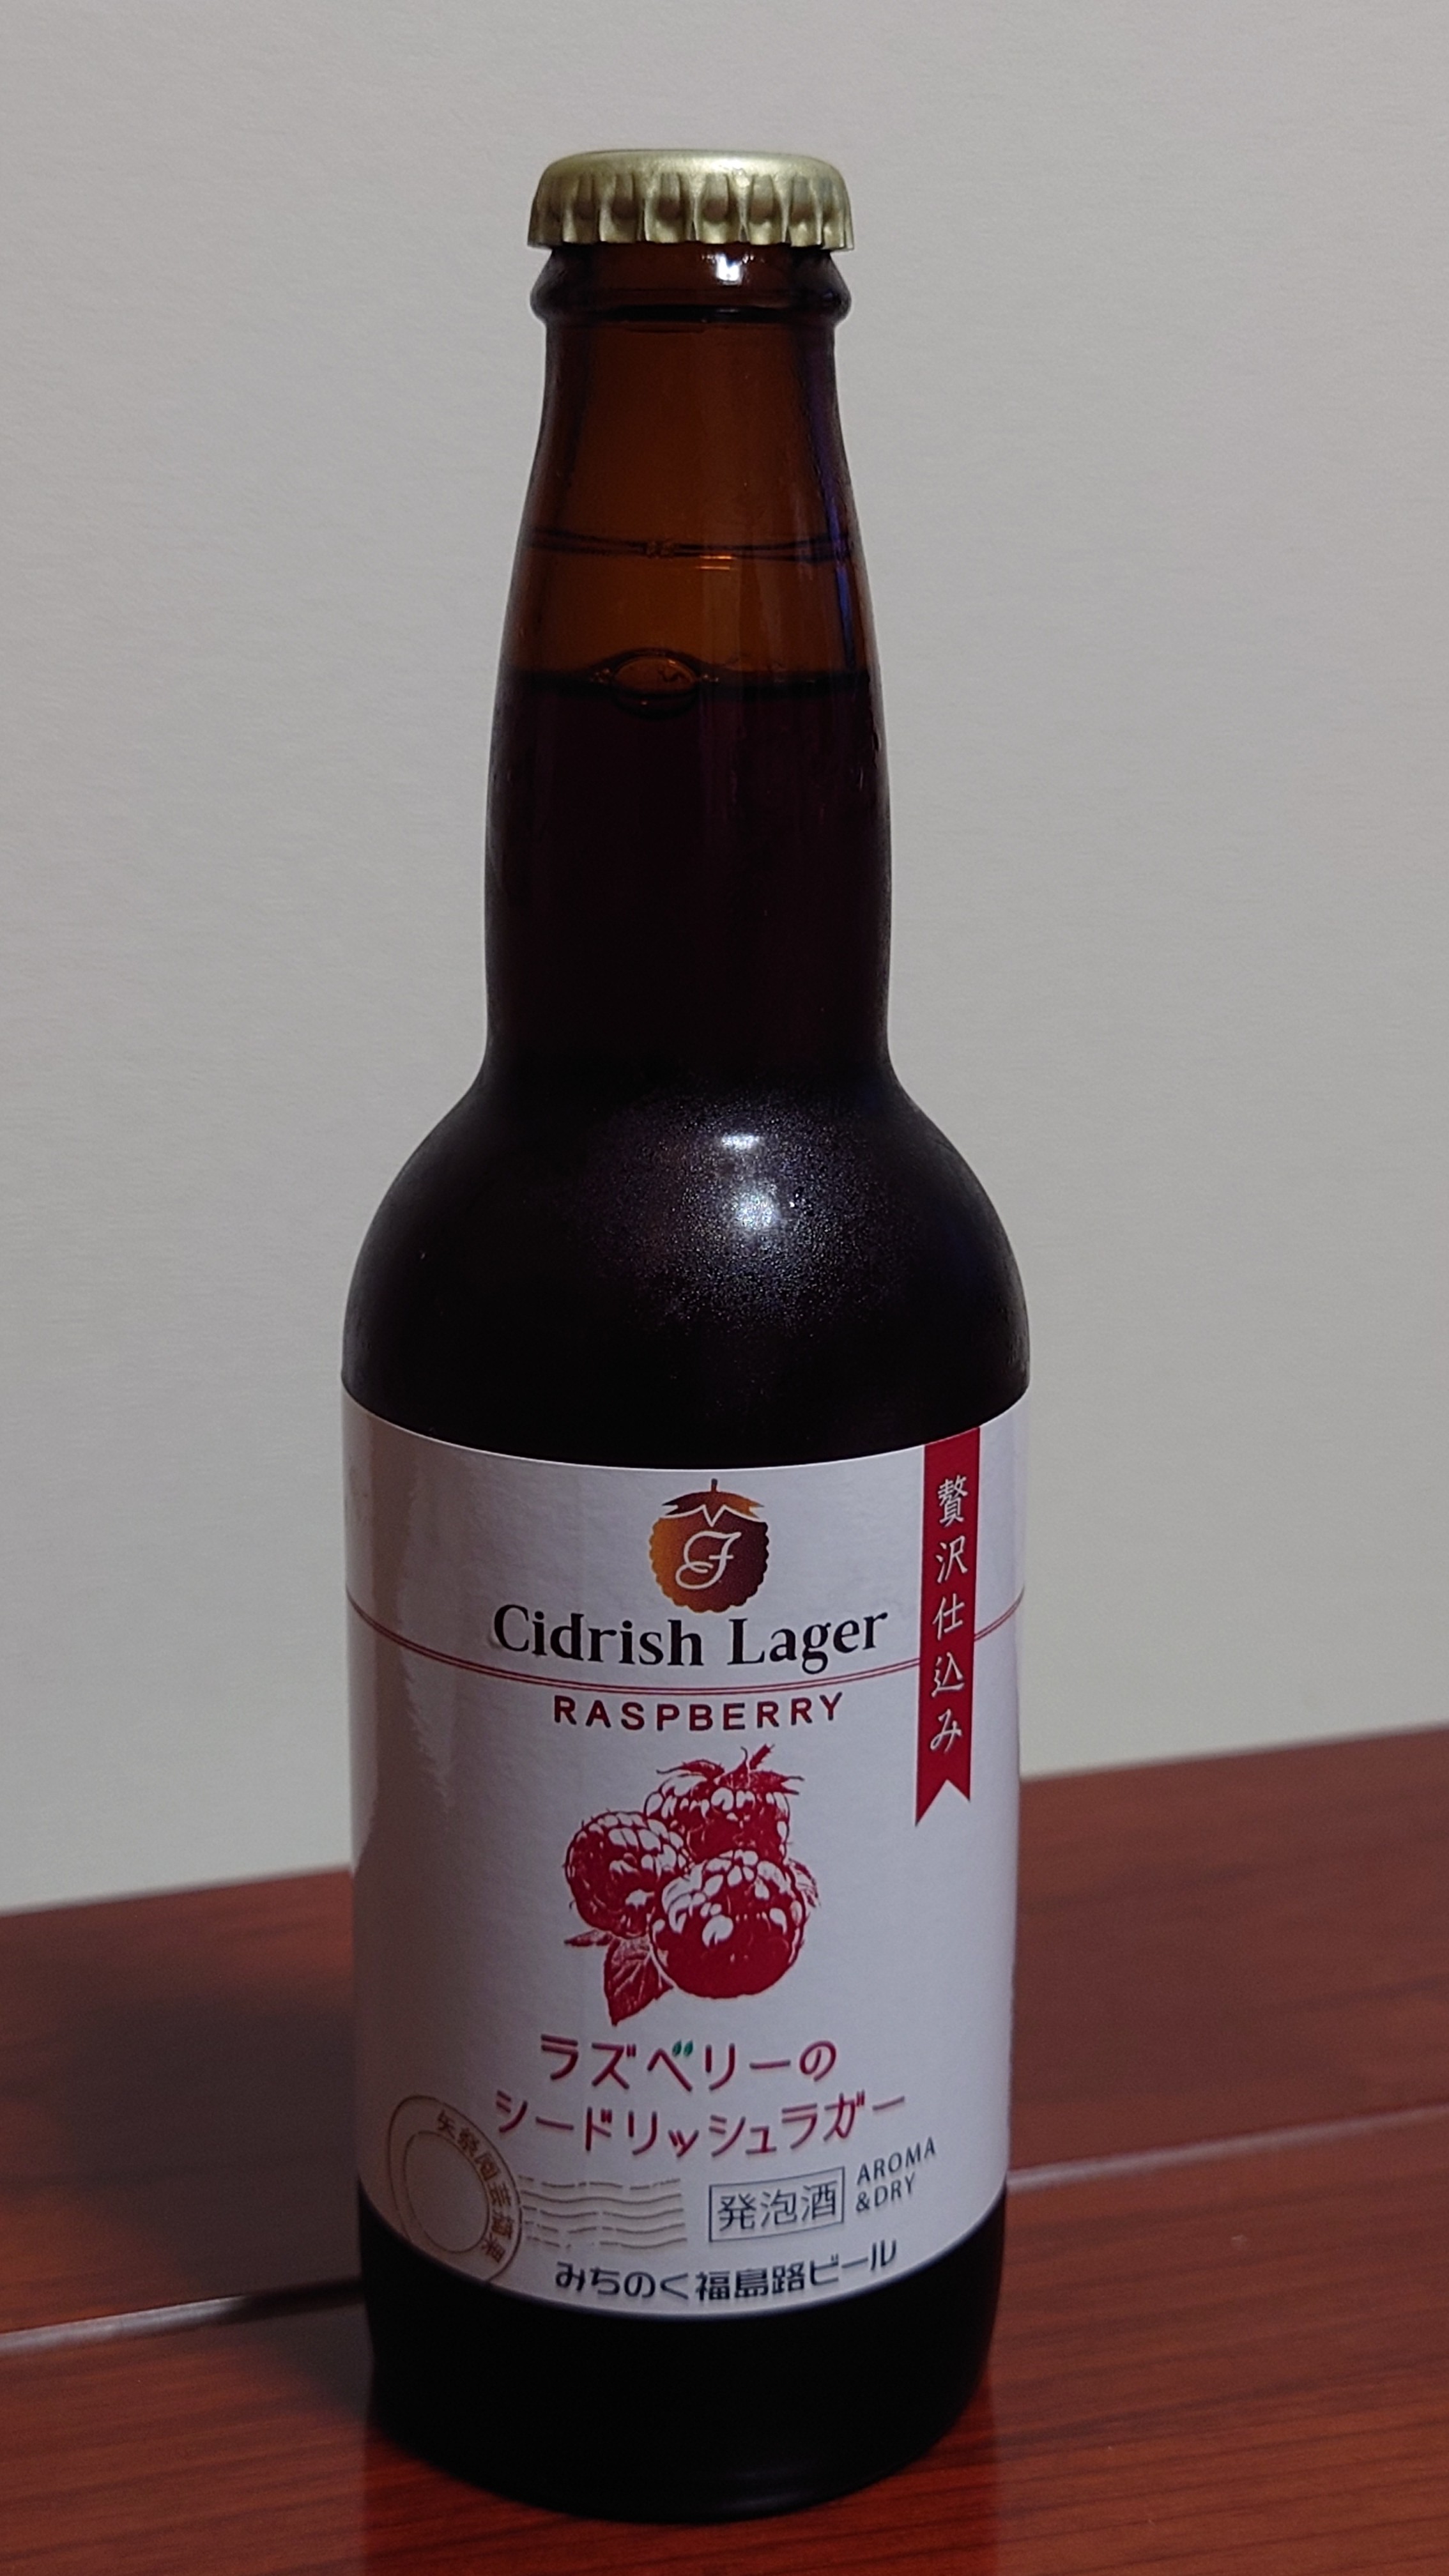 Cidrish Lager
RASPBERRY
贅沢仕込み
ラズベリーの
シードリッシュラガー
発泡酒
AROMA
&DRY
みちのく福島路ビール